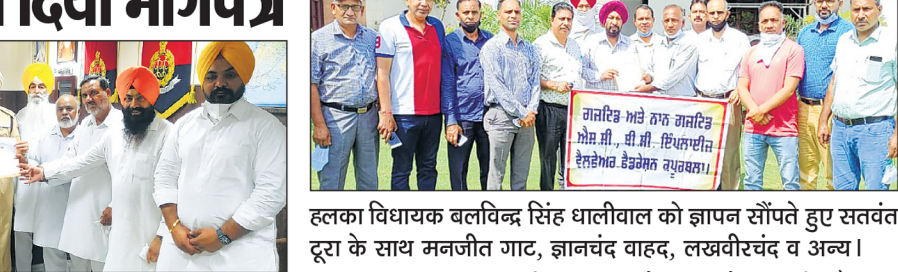 दिया मांगपत्र
ਗਜ਼ਟਿਡ ਅਤੇ ਨਾਨ ਗਜ਼ਟਿਡ
ਐਸ.ਸੀ., ਬੀ.ਸੀ. ਇੰਪਲਾਈਜ਼
ਵੈਲਫੇਅਰ ਫੈਡਰੇਸ਼ਨ ਕਪੂਰਥਲਾ।
हलका विधायक बलविन्द्र सिंह धालीवाल को ज्ञापन सौंपते हुए सतवंत
टूरा के साथ मनजीत गाट, ज्ञानचंद वाहद, लखवीरचंद व अन्य।